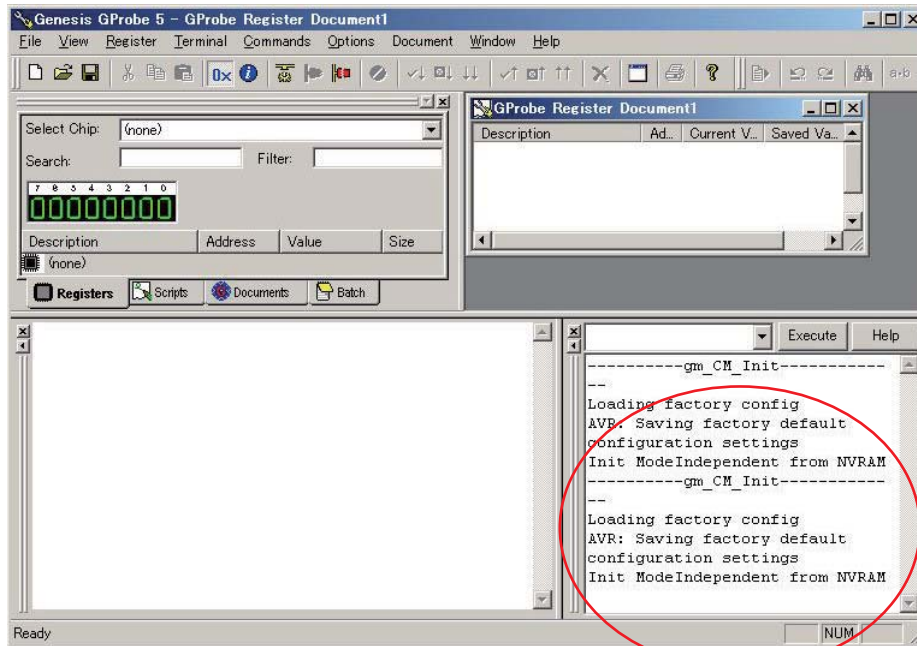 Genesis GProbe 5 - GProbe Register Document1
File View Register Terminal Commands Options Document Window Help
0x
a+b
Select Chip: (none)
Search: Filter:
7 6 5 4 3 2 1 0
00000000
Description Address Value Size
(none)
Registers Scripts Documents Batch
GProbe Register Document1
Description Ad... Current V... Saved Va...
Execute Help
----------gm_CM_Init-----------
--
Loading factory config
AVR: Saving factory default
configuration settings
Init ModeIndependent from NVRAM
----------gm_CM_Init-----------
--
Loading factory config
AVR: Saving factory default
configuration settings
Init ModeIndependent from NVRAM
Ready NUM